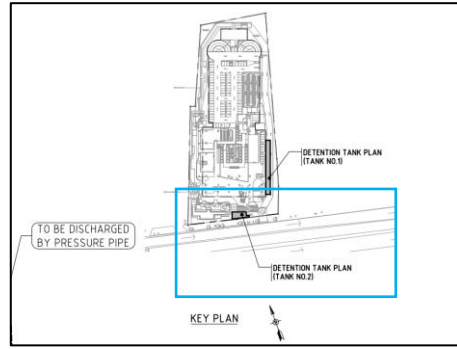 DETENTION TANK PLAN
(TANK NO.1)
TO BE DISCHARGED
BY PRESSURE PIPE
DETENTION TANK PLAN
(TANK NO.2)
KEY PLAN